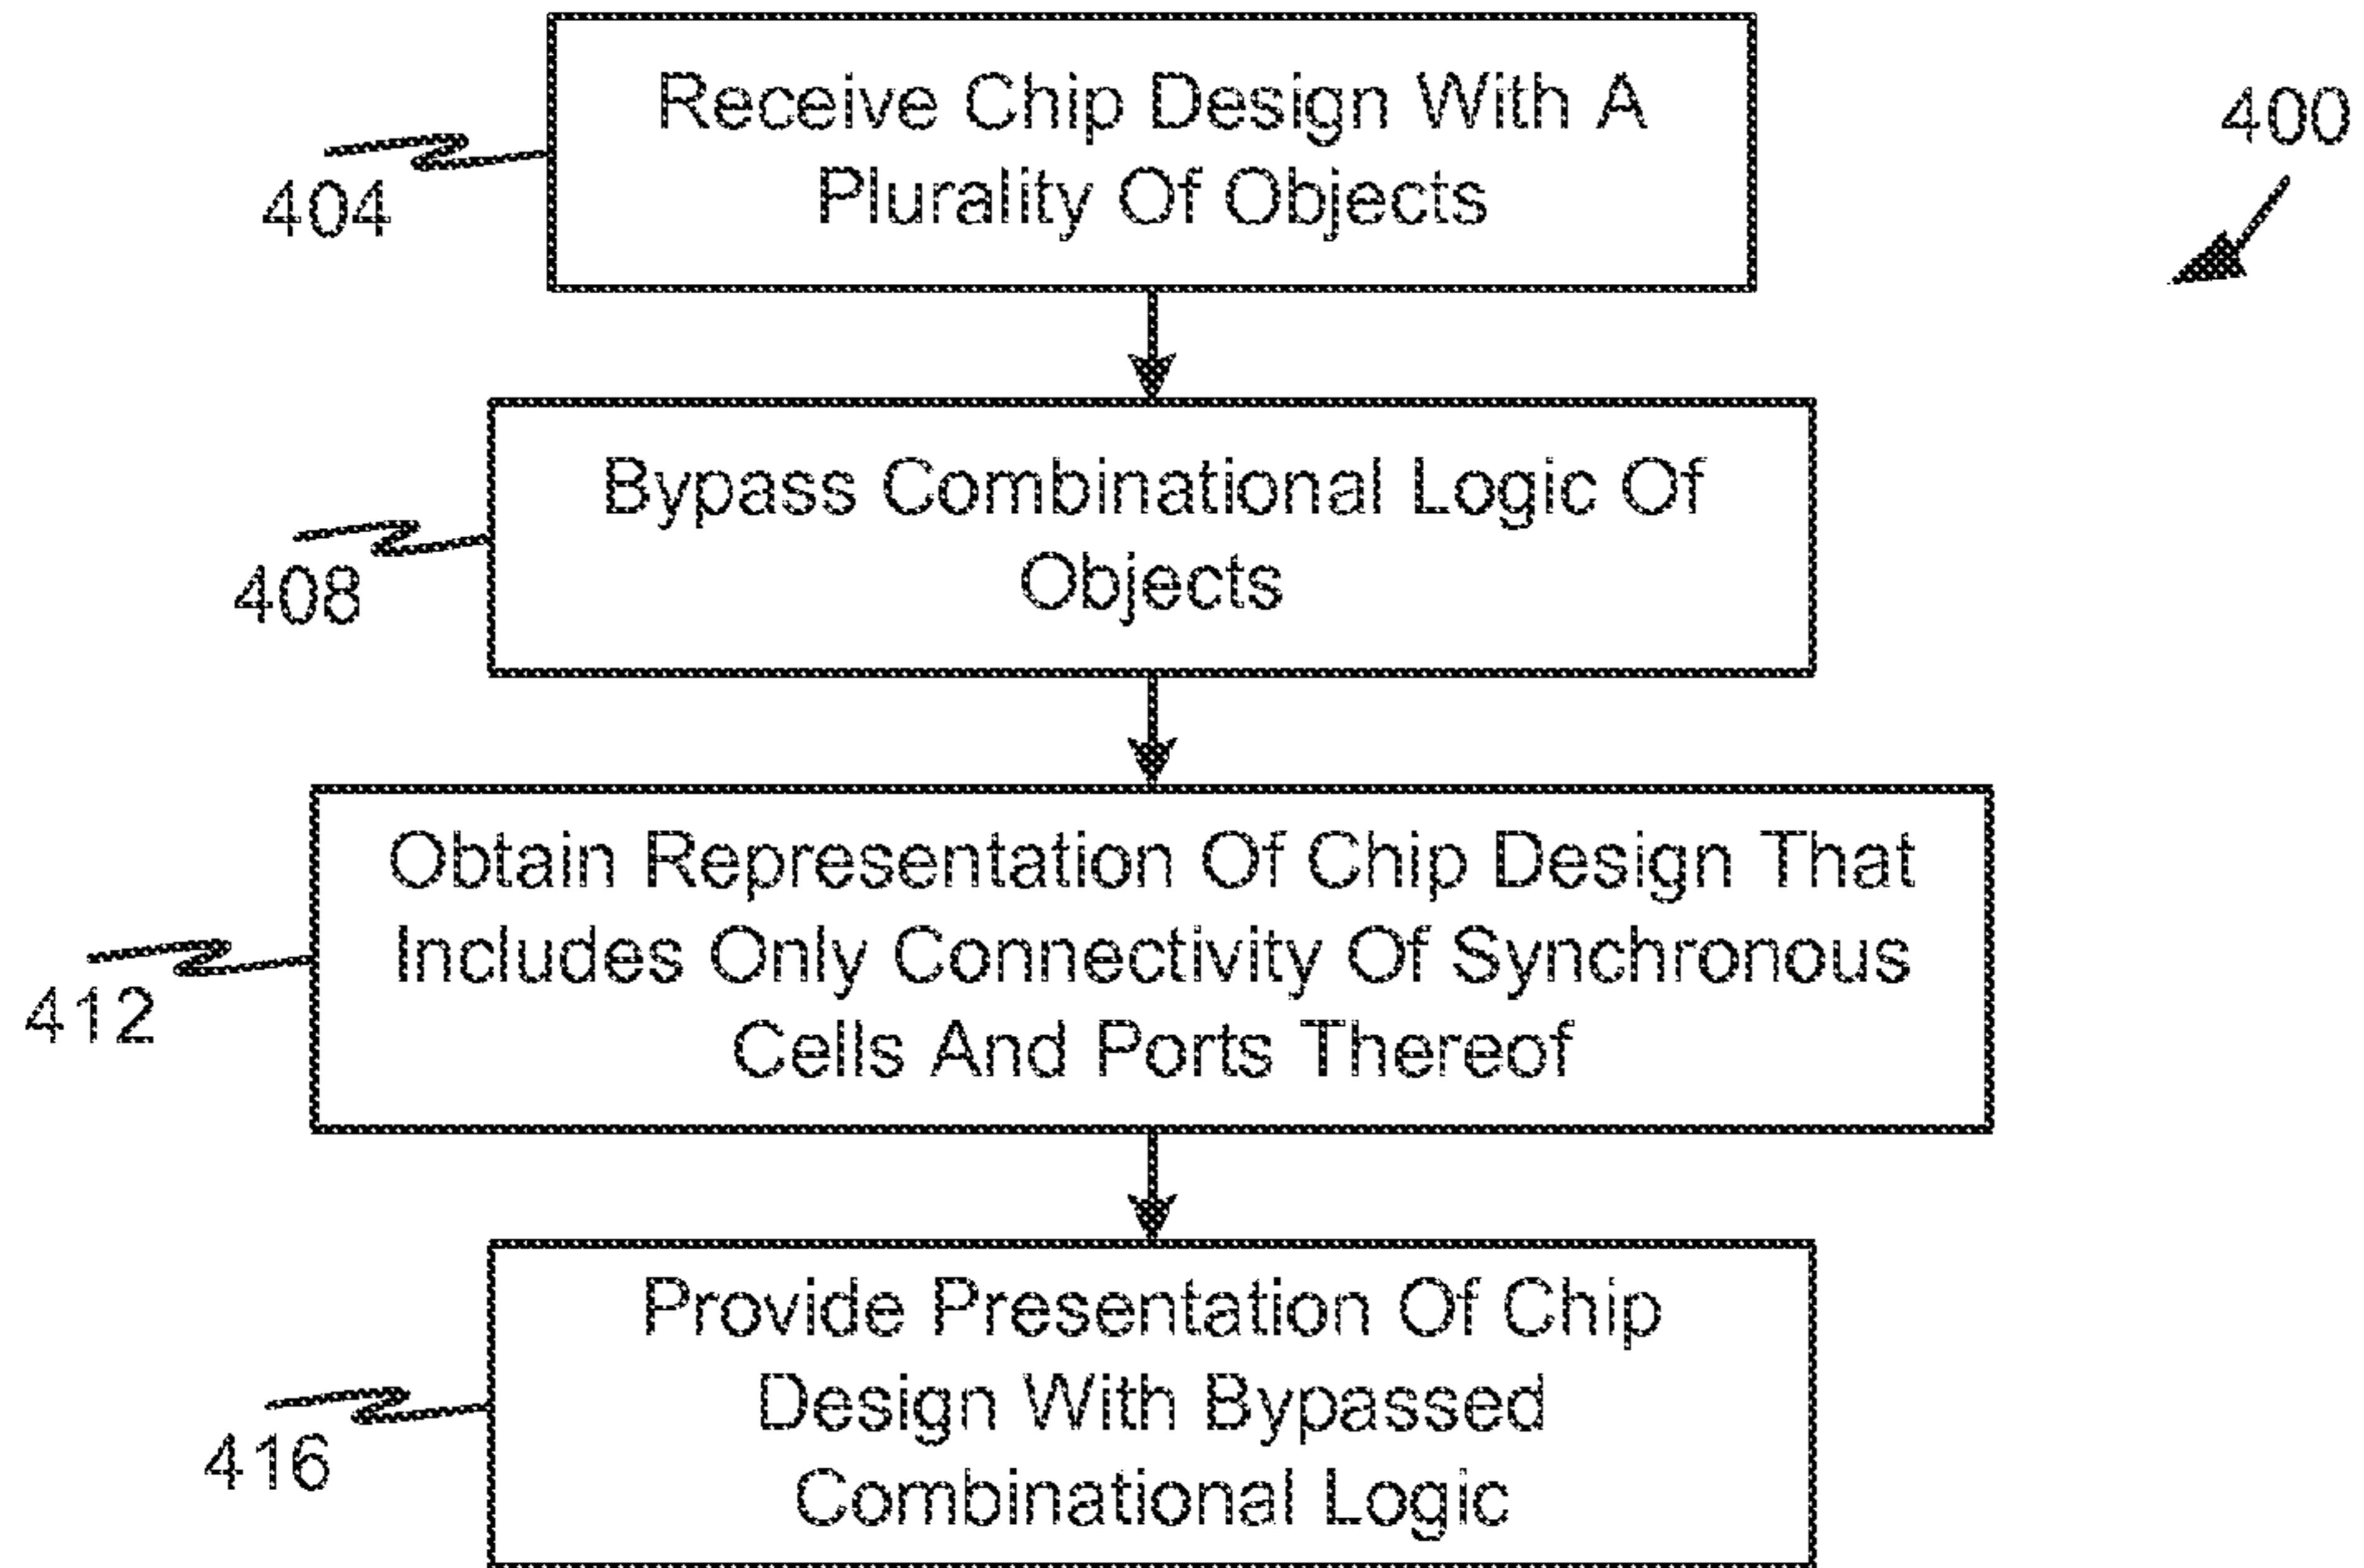 Receive Chip Design With A
Plurality Of Objects
400
404
Bypass Combinational Logic Of
Objects
408
Obtain Representation Of Chip Design That
Includes Only Connectivity Of Synchronous
Cells And Ports Thereof
412
Provide Presentation Of Chip
Design With Bypassed
Combinational Logic
416